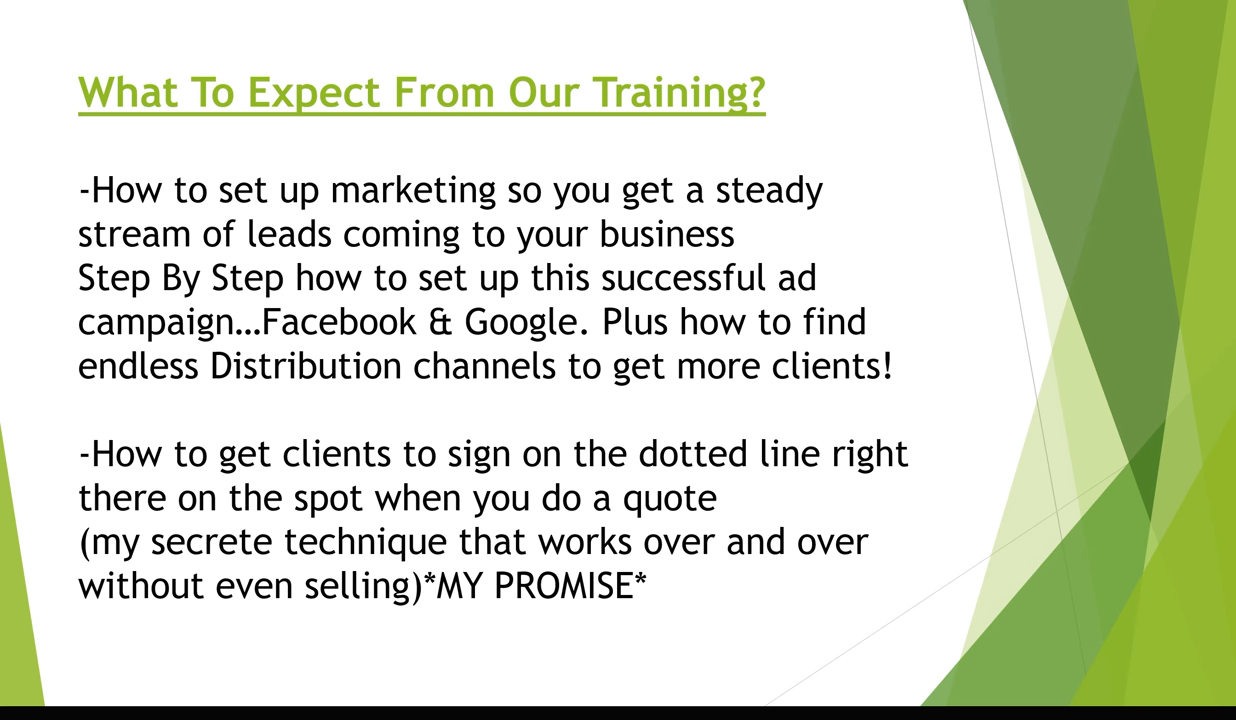 What To Expect From Our Training?
-How to set up marketing so you get a steady
stream of leads coming to your business
Step By Step how to set up this successful ad
campaign…Facebook & Google. Plus how to find
endless Distribution channels to get more clients!
-How to get clients to sign on the dotted line right
there on the spot when you do a quote
(my secrete technique that works over and over
without even selling)*MY PROMISE*